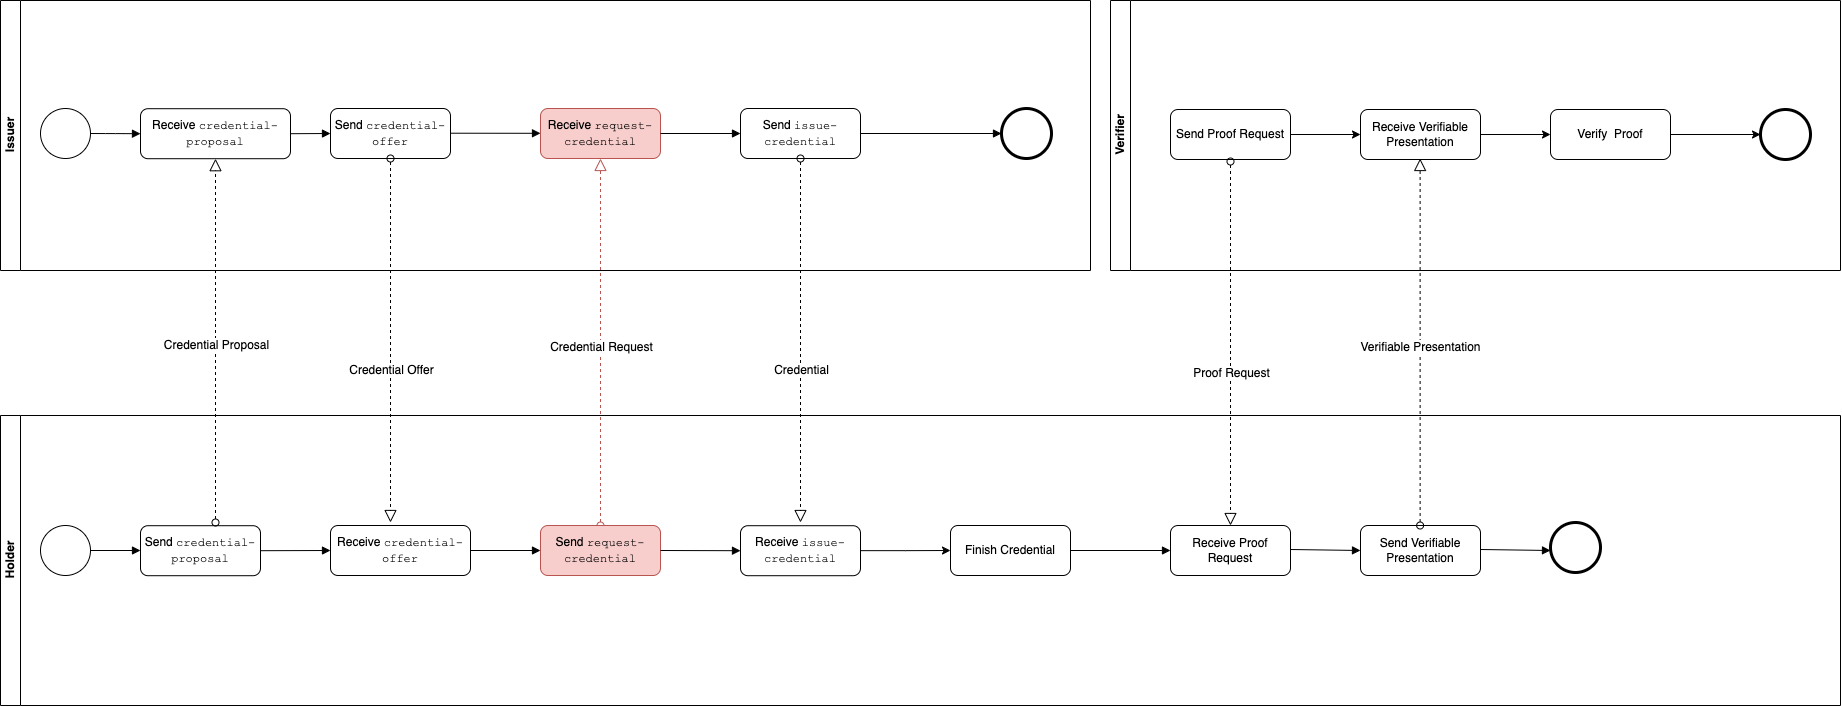 Issuer
Receive credential-
proposal
Send credential-
offer
Receive request-
credential
Send issue-
credential
Verifier
Send Proof Request
Receive Verifiable
Presentation
Verify  Proof
Credential Proposal
Credential Offer
Credential Request
Credential
Proof Request
Verifiable Presentation
Holder
Send credential-
proposal
Receive credential-
offer
Send request-
credential
Receive issue-
credential
Finish Credential
Receive Proof
Request
Send Verifiable
Presentation